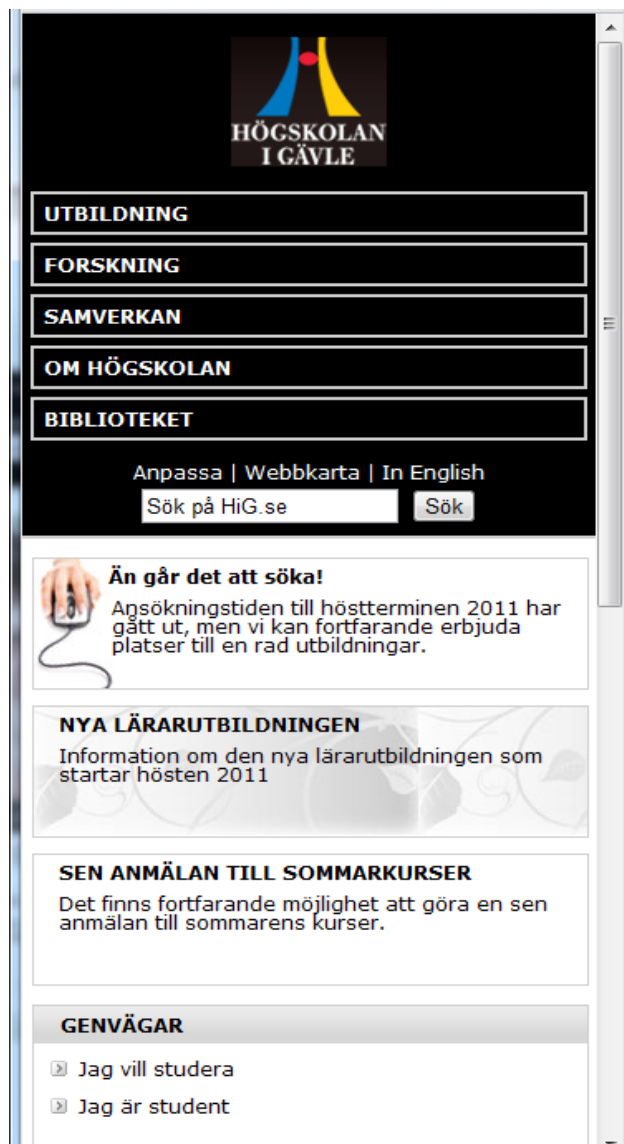 HÖGSKOLAN
I GÄVLE
UTBILDNING
FORSKNING
SAMVERKAN
OM HÖGSKOLAN
BIBLIOTEKET
Anpassa | Webbkarta | In English
Sök på HiG.se Sök
Än går det att söka!
Ansökningstiden till höstterminen 2011 har
gått ut, men vi kan fortfarande erbjuda
platser till en rad utbildningar.
NYA LÄRARUTBILDNINGEN
Information om den nya lärarutbildningen som
startar hösten 2011
SEN ANMÄLAN TILL SOMMARKURSER
Det finns fortfarande möjlighet att göra en sen
anmälan till sommarens kurser.
GENVÄGAR
Jag vill studera
Jag är student